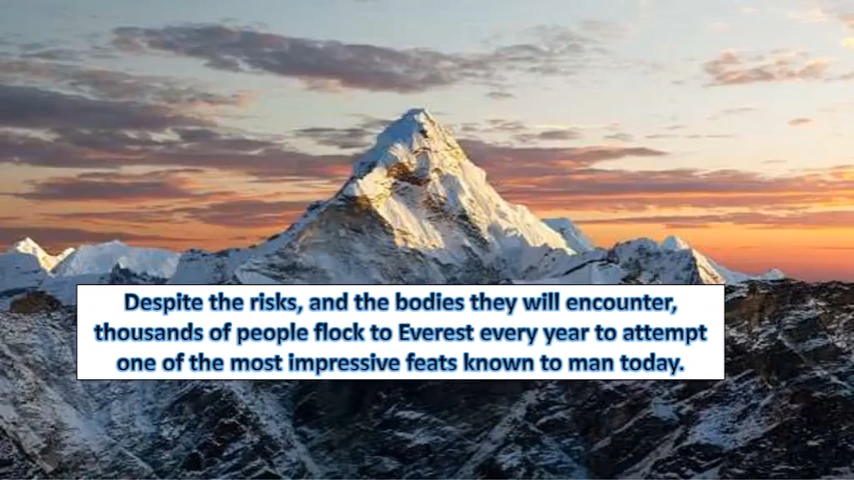 Despite the risks, and the bodies they will encounter,
thousands of people flock to Everest every year to attempt
one of the most impressive feats known to man today.